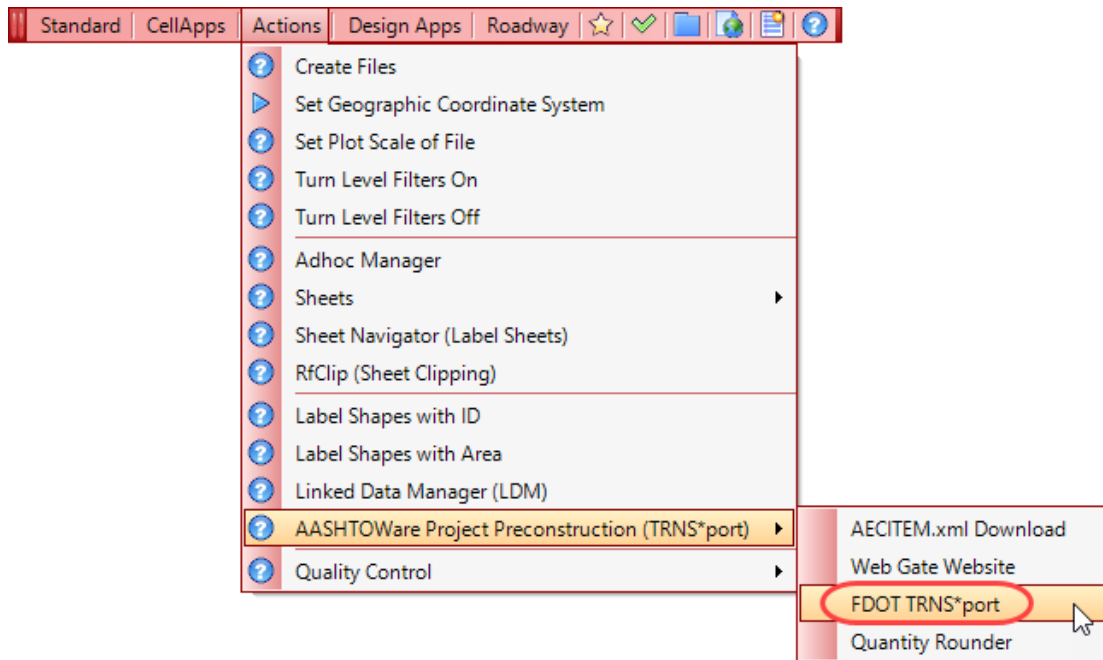 Standard CellApps Actions Design Apps Roadway
Create Files
Set Geographic Coordinate System
Set Plot Scale of File
Turn Level Filters On
Turn Level Filters Off
Adhoc Manager
Sheets
Sheet Navigator (Label Sheets)
RfClip (Sheet Clipping)
Label Shapes with ID
Label Shapes with Area
Linked Data Manager (LDM)
AASHTOWare Project Preconstruction (TRNS*port)
Quality Control
AECITEM.xml Download
Web Gate Website
FDOT TRNS*port
Quantity Rounder